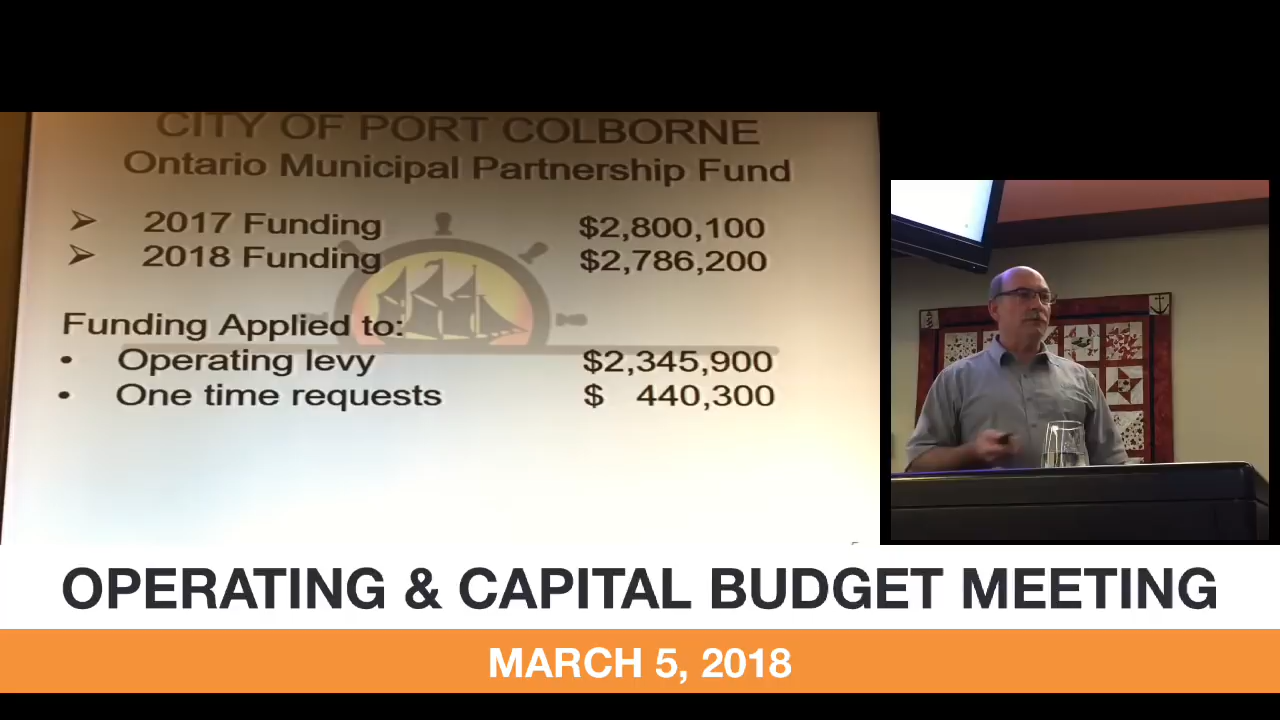 CITY OF PORT COLBORNE
Ontario Municipal Partnership Fund
➢ 2017 Funding $2,800,100
➢ 2018 Funding $2,786,200
Funding Applied to:
• Operating levy $2,345,900
• One time requests $ 440,300
OPERATING & CAPITAL BUDGET MEETING
MARCH 5, 2018